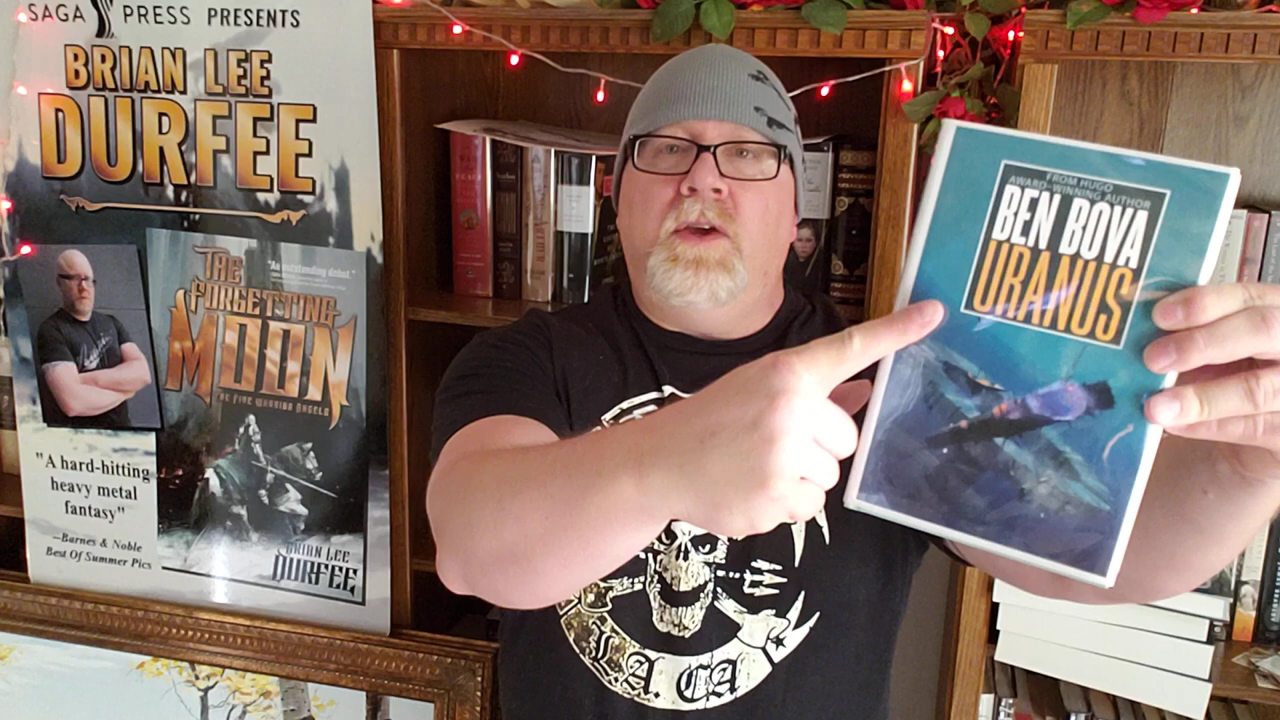 SAGA PRESS PRESENTS
BRIAN LEE
DURFEE
THE
"An outstanding debut."
FORGETTING
MOON
THE FIVE WARRIOR ANGELS
"A hard-hitting
heavy metal
fantasy"
—Barnes & Noble
Best Of Summer Pics
BRIAN LEE
DURFEE
FROM HUGO
AWARD-WINNING AUTHOR
BEN BOVA
URANUS
L.A. CA